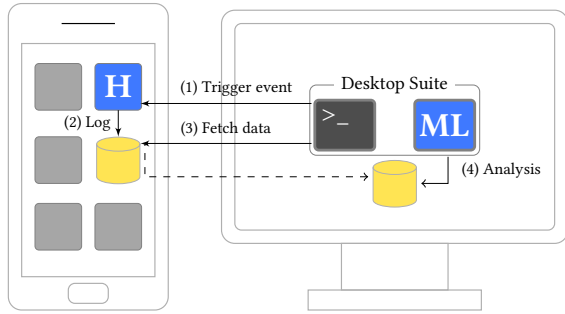 H
(1) Trigger event
(2) Log
(3) Fetch data
Desktop Suite
>_
ML
(4) Analysis